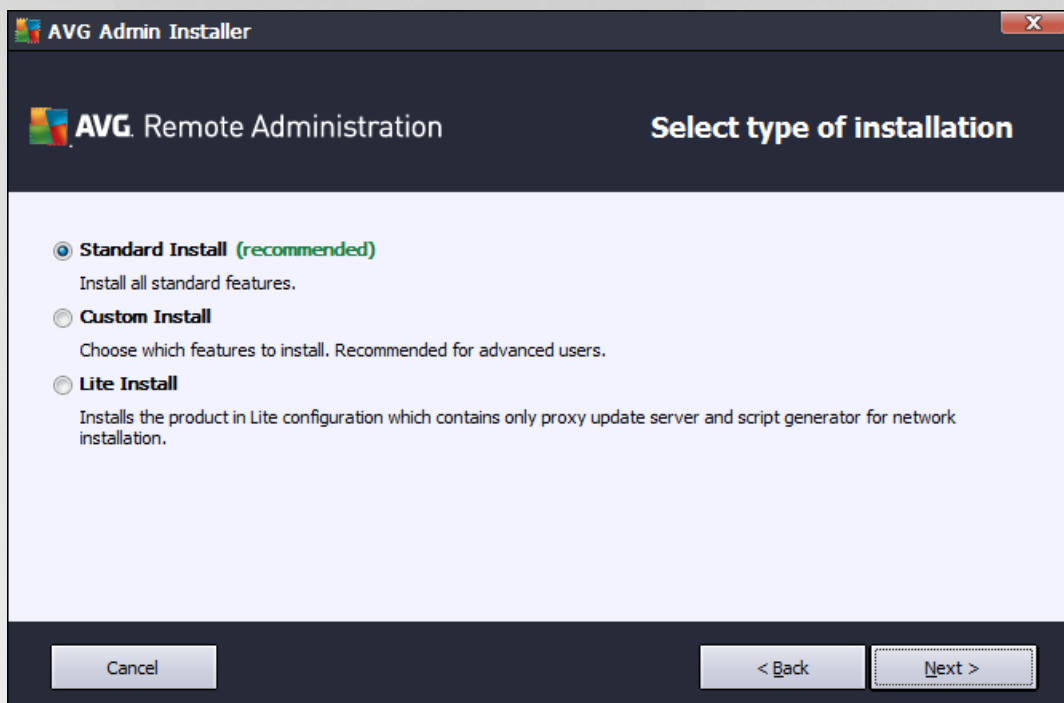 AVG Admin Installer
X
AVG. Remote Administration
Select type of installation
Standard Install (recommended)
Install all standard features.
Custom Install
Choose which features to install. Recommended for advanced users.
Lite Install
Installs the product in Lite configuration which contains only proxy update server and script generator for network
installation.
Cancel
< Back
Next >